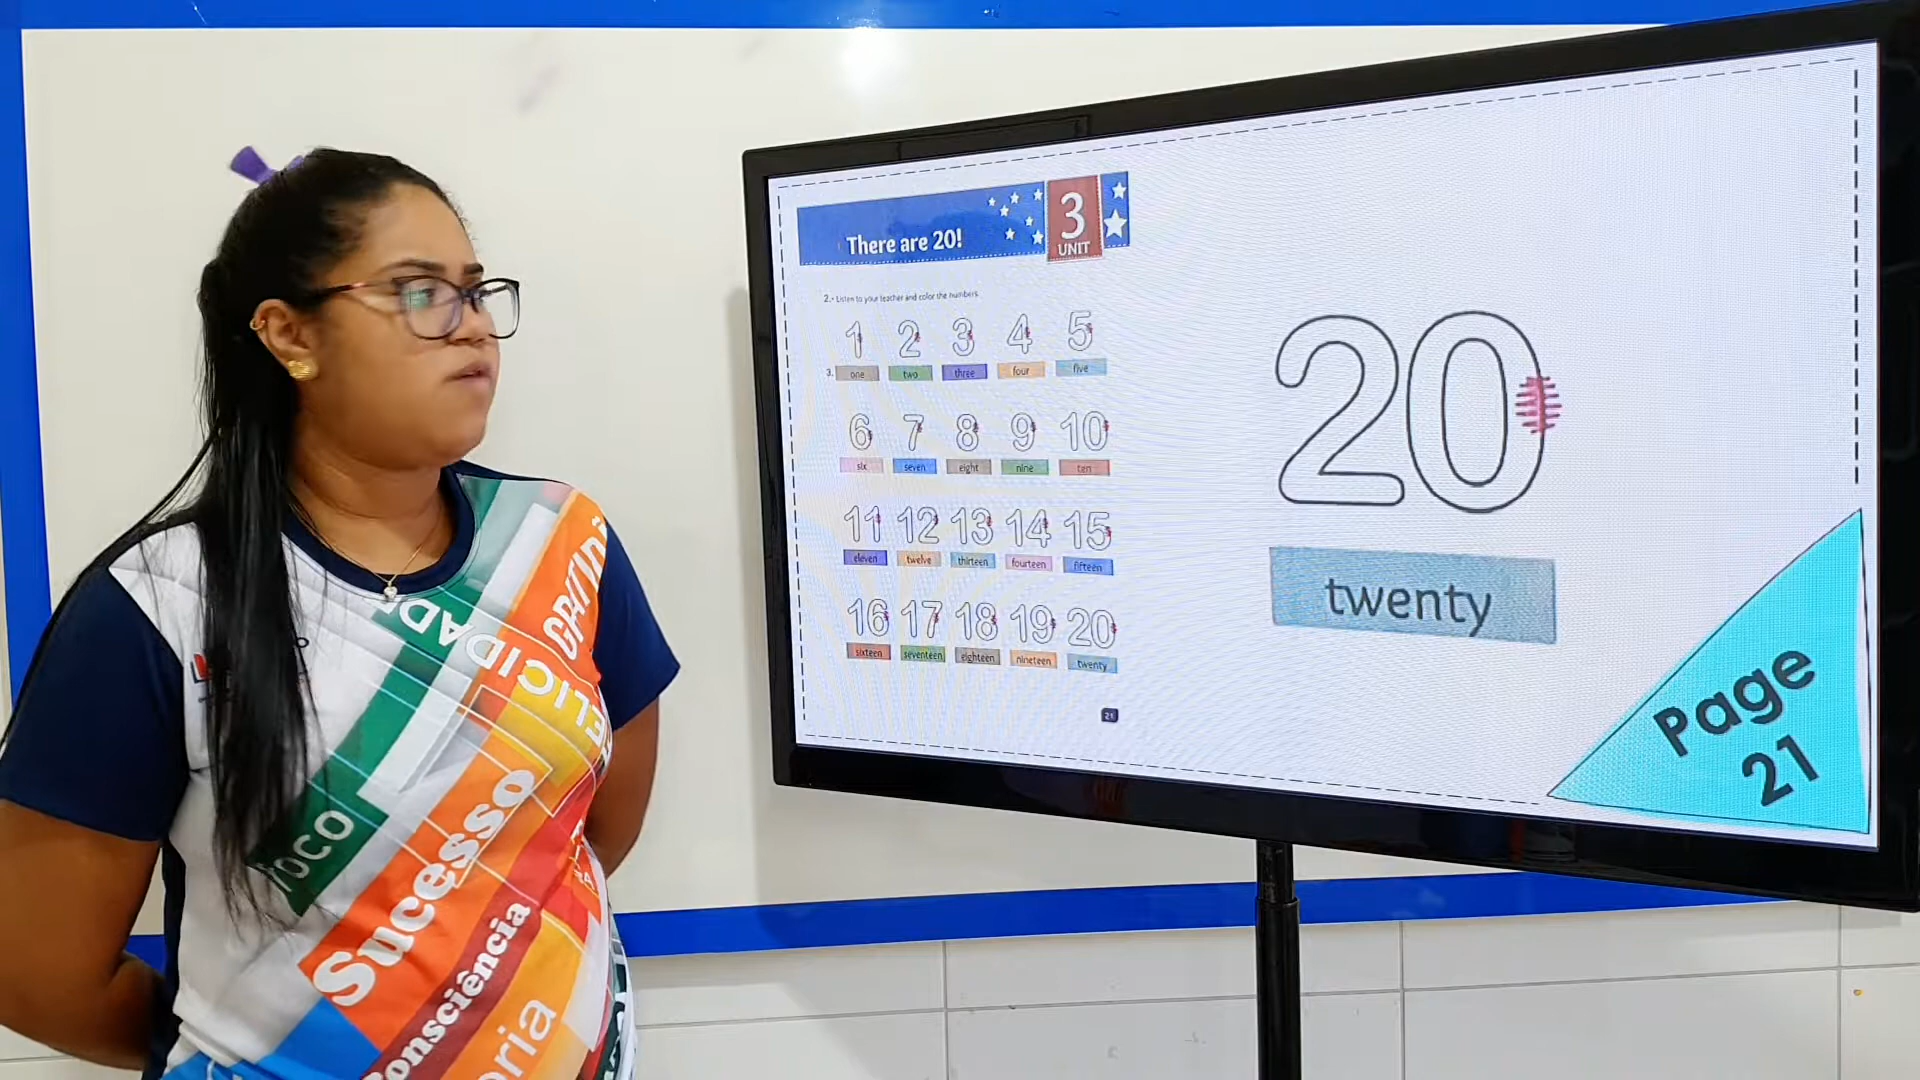 There are 20!
3
UNIT
2.- Listen to your teacher and color the numbers.
1 2 3 4 5
3. one two three four five
6 7 8 9 10
six seven eight nine ten
11 12 13 14 15
eleven twelve thirteen fourteen fifteen
16 17 18 19 20
sixteen seventeen eighteen nineteen twenty
21
20
twenty
Page
21
foco
Sucesso